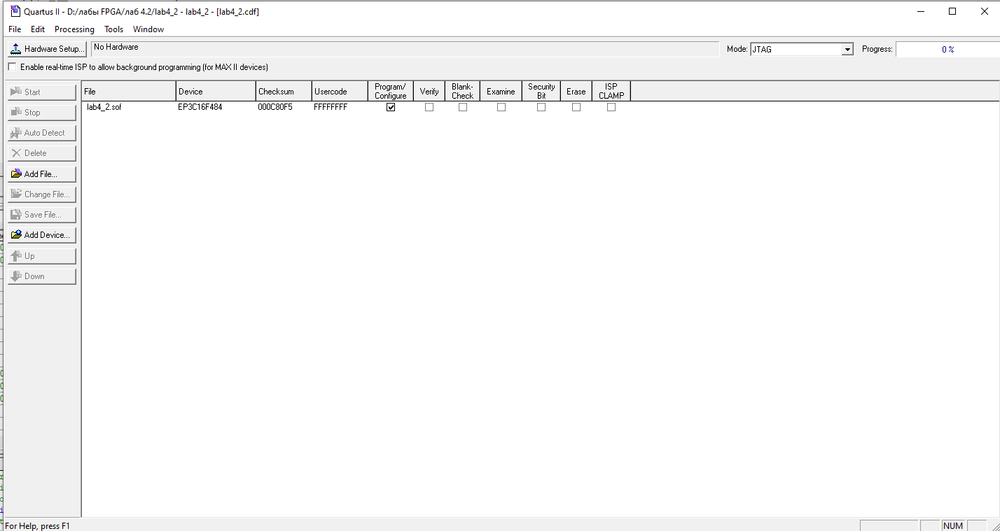 Quartus II - D:/лабы FPGA/лаб 4.2/lab4_2 - lab4_2 - [lab4_2.cdf]
File Edit Processing Tools Window
Hardware Setup... No Hardware Mode: JTAG Progress: 0 %
Enable real-time ISP to allow background programming (for MAX II devices)
Start
Stop
Auto Detect
Delete
Add File...
Change File...
Save File...
Add Device...
Up
Down
File Device Checksum Usercode Program/ Configure Verify Blank- Check Examine Security Bit Erase ISP CLAMP
lab4_2.sof EP3C16F484 000C80F5 FFFFFFFF
For Help, press F1 NUM